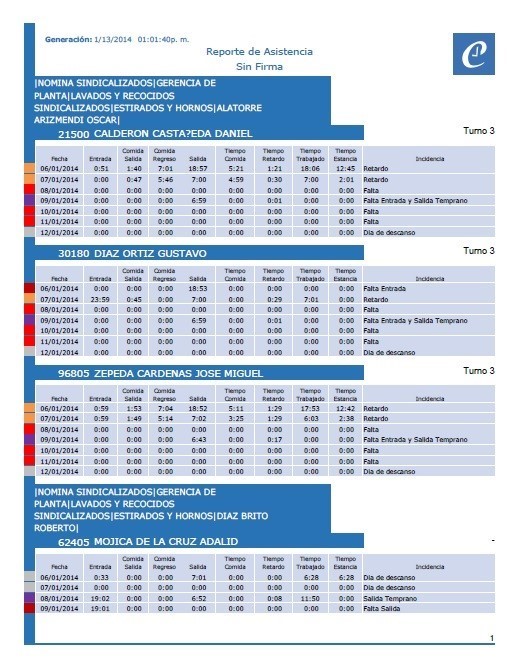 Generación: 1/13/2014 01:01:40p. m.
Reporte de Asistencia
Sin Firma
|NOMINA SINDICALIZADOS|GERENCIA DE
PLANTA|LAVADOS Y RECOCIDOS
SINDICALIZADOS|ESTIRADOS Y HORNOS|ALATORRE
ARIZMENDI OSCAR|
21500 CALDERON CASTA?EDA DANIEL Turno 3
Fecha Entrada Comida Salida Comida Regreso Salida Tiempo Comida Tiempo Retardo Tiempo Trabajado Tiempo Estancia Incidencia
06/01/2014 0:51 1:40 7:01 18:57 5:21 1:21 18:06 12:45 Retardo
07/01/2014 0:00 0:47 5:46 7:00 4:59 0:30 7:00 2:01 Retardo
08/01/2014 0:00 0:00 0:00 0:00 0:00 0:00 0:00 0:00 Falta
09/01/2014 0:00 0:00 0:00 6:59 0:00 0:01 0:00 0:00 Falta Entrada y Salida Temprano
10/01/2014 0:00 0:00 0:00 0:00 0:00 0:00 0:00 0:00 Falta
11/01/2014 0:00 0:00 0:00 0:00 0:00 0:00 0:00 0:00 Falta
12/01/2014 0:00 0:00 0:00 0:00 0:00 0:00 0:00 0:00 Dia de descanso
30180 DIAZ ORTIZ GUSTAVO Turno 3
Fecha Entrada Comida Salida Comida Regreso Salida Tiempo Comida Tiempo Retardo Tiempo Trabajado Tiempo Estancia Incidencia
06/01/2014 0:00 0:00 0:00 18:53 0:00 0:00 0:00 0:00 Falta Entrada
07/01/2014 23:59 0:45 0:00 7:00 0:00 0:29 7:01 0:00 Retardo
08/01/2014 0:00 0:00 0:00 0:00 0:00 0:00 0:00 0:00 Falta
09/01/2014 0:00 0:00 0:00 6:59 0:00 0:01 0:00 0:00 Falta Entrada y Salida Temprano
10/01/2014 0:00 0:00 0:00 0:00 0:00 0:00 0:00 0:00 Falta
11/01/2014 0:00 0:00 0:00 0:00 0:00 0:00 0:00 0:00 Falta
12/01/2014 0:00 0:00 0:00 0:00 0:00 0:00 0:00 0:00 Dia de descanso
96805 ZEPEDA CARDENAS JOSE MIGUEL Turno 3
Fecha Entrada Comida Salida Comida Regreso Salida Tiempo Comida Tiempo Retardo Tiempo Trabajado Tiempo Estancia Incidencia
06/01/2014 0:59 1:53 7:04 18:52 5:11 1:29 17:53 12:42 Retardo
07/01/2014 0:59 1:49 5:14 7:02 3:25 1:29 6:03 2:38 Retardo
08/01/2014 0:00 0:00 0:00 0:00 0:00 0:00 0:00 0:00 Falta
09/01/2014 0:00 0:00 0:00 6:43 0:00 0:17 0:00 0:00 Falta Entrada y Salida Temprano
10/01/2014 0:00 0:00 0:00 0:00 0:00 0:00 0:00 0:00 Falta
11/01/2014 0:00 0:00 0:00 0:00 0:00 0:00 0:00 0:00 Falta
12/01/2014 0:00 0:00 0:00 0:00 0:00 0:00 0:00 0:00 Dia de descanso
|NOMINA SINDICALIZADOS|GERENCIA DE
PLANTA|LAVADOS Y RECOCIDOS
SINDICALIZADOS|ESTIRADOS Y HORNOS|DIAZ BRITO
ROBERTO|
62405 MOJICA DE LA CRUZ ADALID -
Fecha Entrada Comida Salida Comida Regreso Salida Tiempo Comida Tiempo Retardo Tiempo Trabajado Tiempo Estancia Incidencia
06/01/2014 0:33 0:00 0:00 7:01 0:00 0:00 6:28 6:28 Dia de descanso
07/01/2014 0:00 0:00 0:00 0:00 0:00 0:00 0:00 0:00 Dia de descanso
08/01/2014 19:02 0:00 0:00 6:52 0:00 0:08 11:50 0:00 Salida Temprano
09/01/2014 19:01 0:00 0:00 0:00 0:00 0:00 0:00 0:00 Falta Salida
1